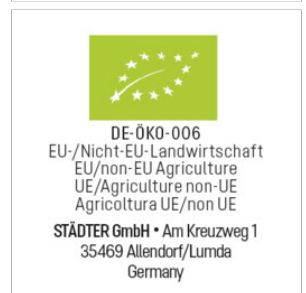 DE-ÖKO-006
EU-/Nicht-EU-Landwirtschaft
EU/non-EU Agriculture
UE/Agriculture non-UE
Agricoltura UE/non UE
STÄDTER GmbH • Am Kreuzweg 1
35469 Allendorf/Lumda
Germany